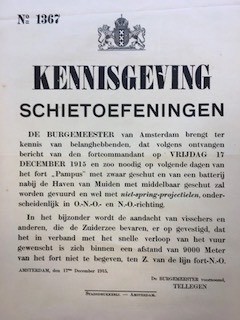 No 1367
KENNISGEVING
SCHIETOEFENINGEN
DE BURGEMEESTER van Amsterdam brengt ter
kennis van belanghebbenden, dat volgens ontvangen
bericht van den fortcommandant op VRIJDAG 17
DECEMBER 1915 en zoo noodig op volgende dagen van
het fort „Pampus” met zwaar geschut en van een batterij
nabij de Haven van Muiden met middelbaar geschut zal
worden gevuurd en wel met niet-spring-projectielen, onder-
scheidenlijk in O.-N.O.- en N.O.-richting.
In het bijzonder wordt de aandacht van visschers en
anderen, die de Zuiderzee bevaren, er op gevestigd, dat
het in verband met het snelle verloop van het vuur
gewenscht is zich binnen een afstand van 9000 Meter
van het fort niet te begeven, ten Z. van de lijn fort-N.O.
AMSTERDAM, den 17en December 1915.
De BURGEMEESTER voornoemd,
TELLEGEN
STADSDRUKKERIJ — AMSTERDAM.